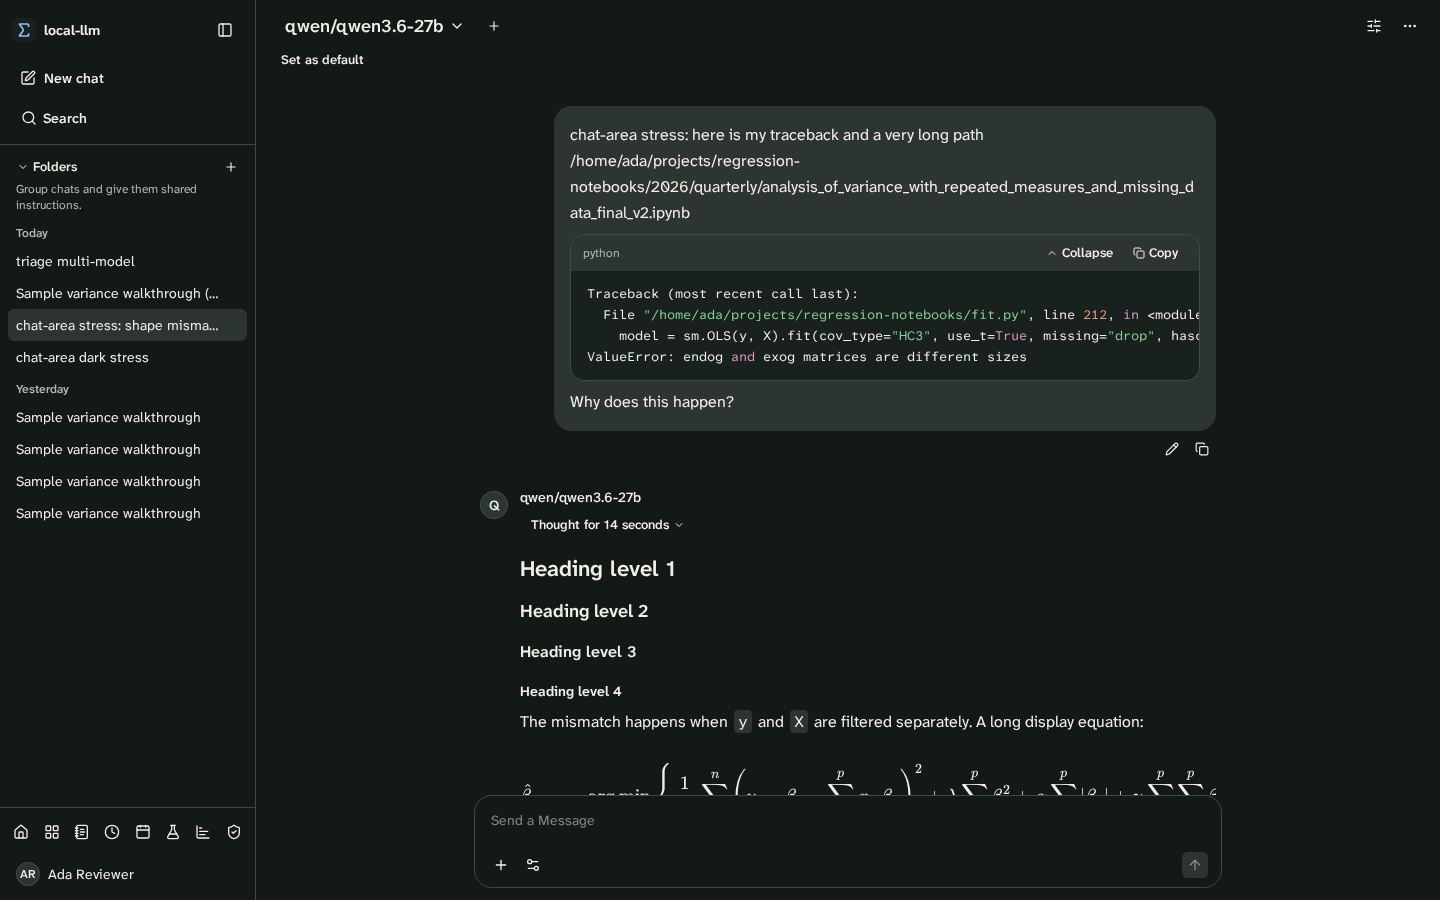 local-llm
New chat
Search
Folders
Group chats and give them shared
instructions.
Today
triage multi-model
Sample variance walkthrough (...
chat-area stress: shape misma...
chat-area dark stress
Yesterday
Sample variance walkthrough
Sample variance walkthrough
Sample variance walkthrough
Sample variance walkthrough
AR
Ada Reviewer
qwen/qwen3.6-27b
Set as default
chat-area stress: here is my traceback and a very long path
/home/ada/projects/regression-
notebooks/2026/quarterly/analysis_of_variance_with_repeated_measures_and_missing_d
ata_final_v2.ipynb
python
Collapse
Copy
Traceback (most recent call last):
File "/home/ada/projects/regression-notebooks/fit.py", line 212, in <module
model = sm.OLS(y, X).fit(cov_type="HC3", use_t=True, missing="drop", hasc
ValueError: endog and exog matrices are different sizes
Why does this happen?
Q
qwen/qwen3.6-27b
Thought for 14 seconds
Heading level 1
Heading level 2
Heading level 3
Heading level 4
The mismatch happens when y and X are filtered separately. A long display equation:
Send a Message